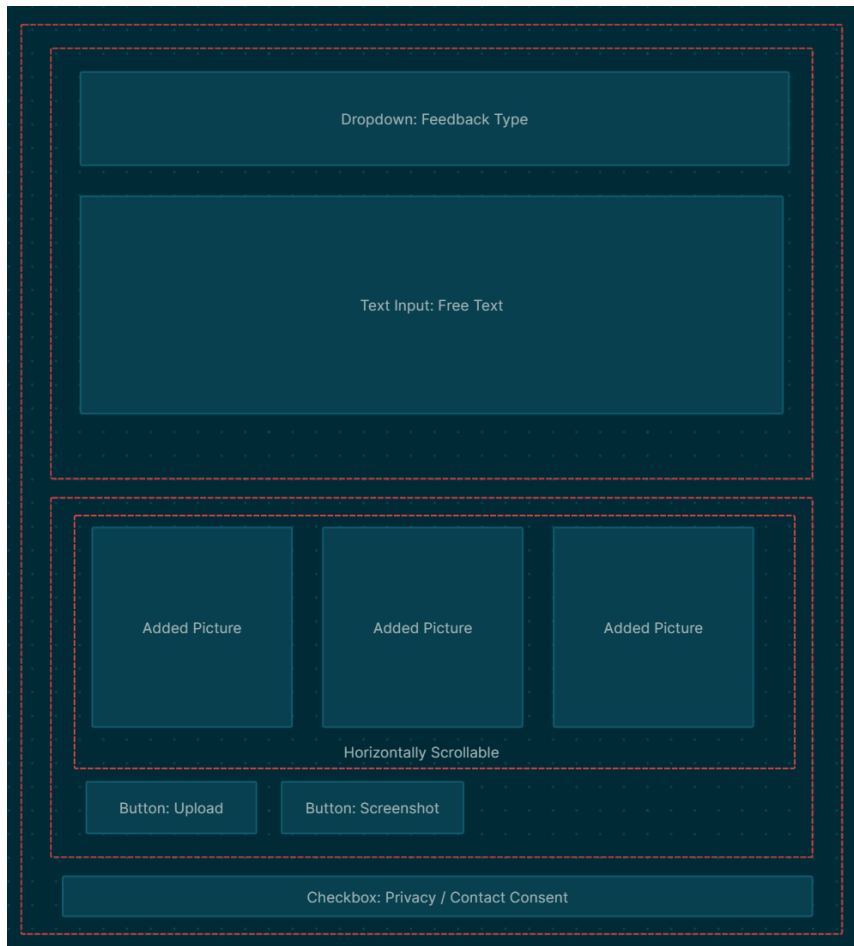 Dropdown: Feedback Type
Text Input: Free Text
Added Picture
Added Picture
Added Picture
Horizontally Scrollable
Button: Upload
Button: Screenshot
Checkbox: Privacy / Contact Consent